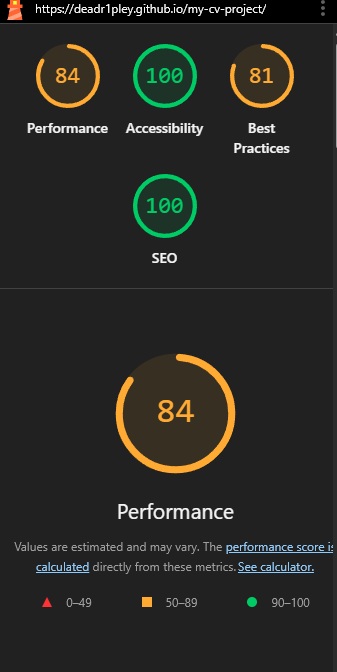 https://deadr1pley.github.io/my-cv-project/
84
100
81
Performance
Accessibility
Best
Practices
100
SEO
84
Performance
Values are estimated and may vary. The performance score is
calculated directly from these metrics. See calculator.
0–49
50–89
90–100